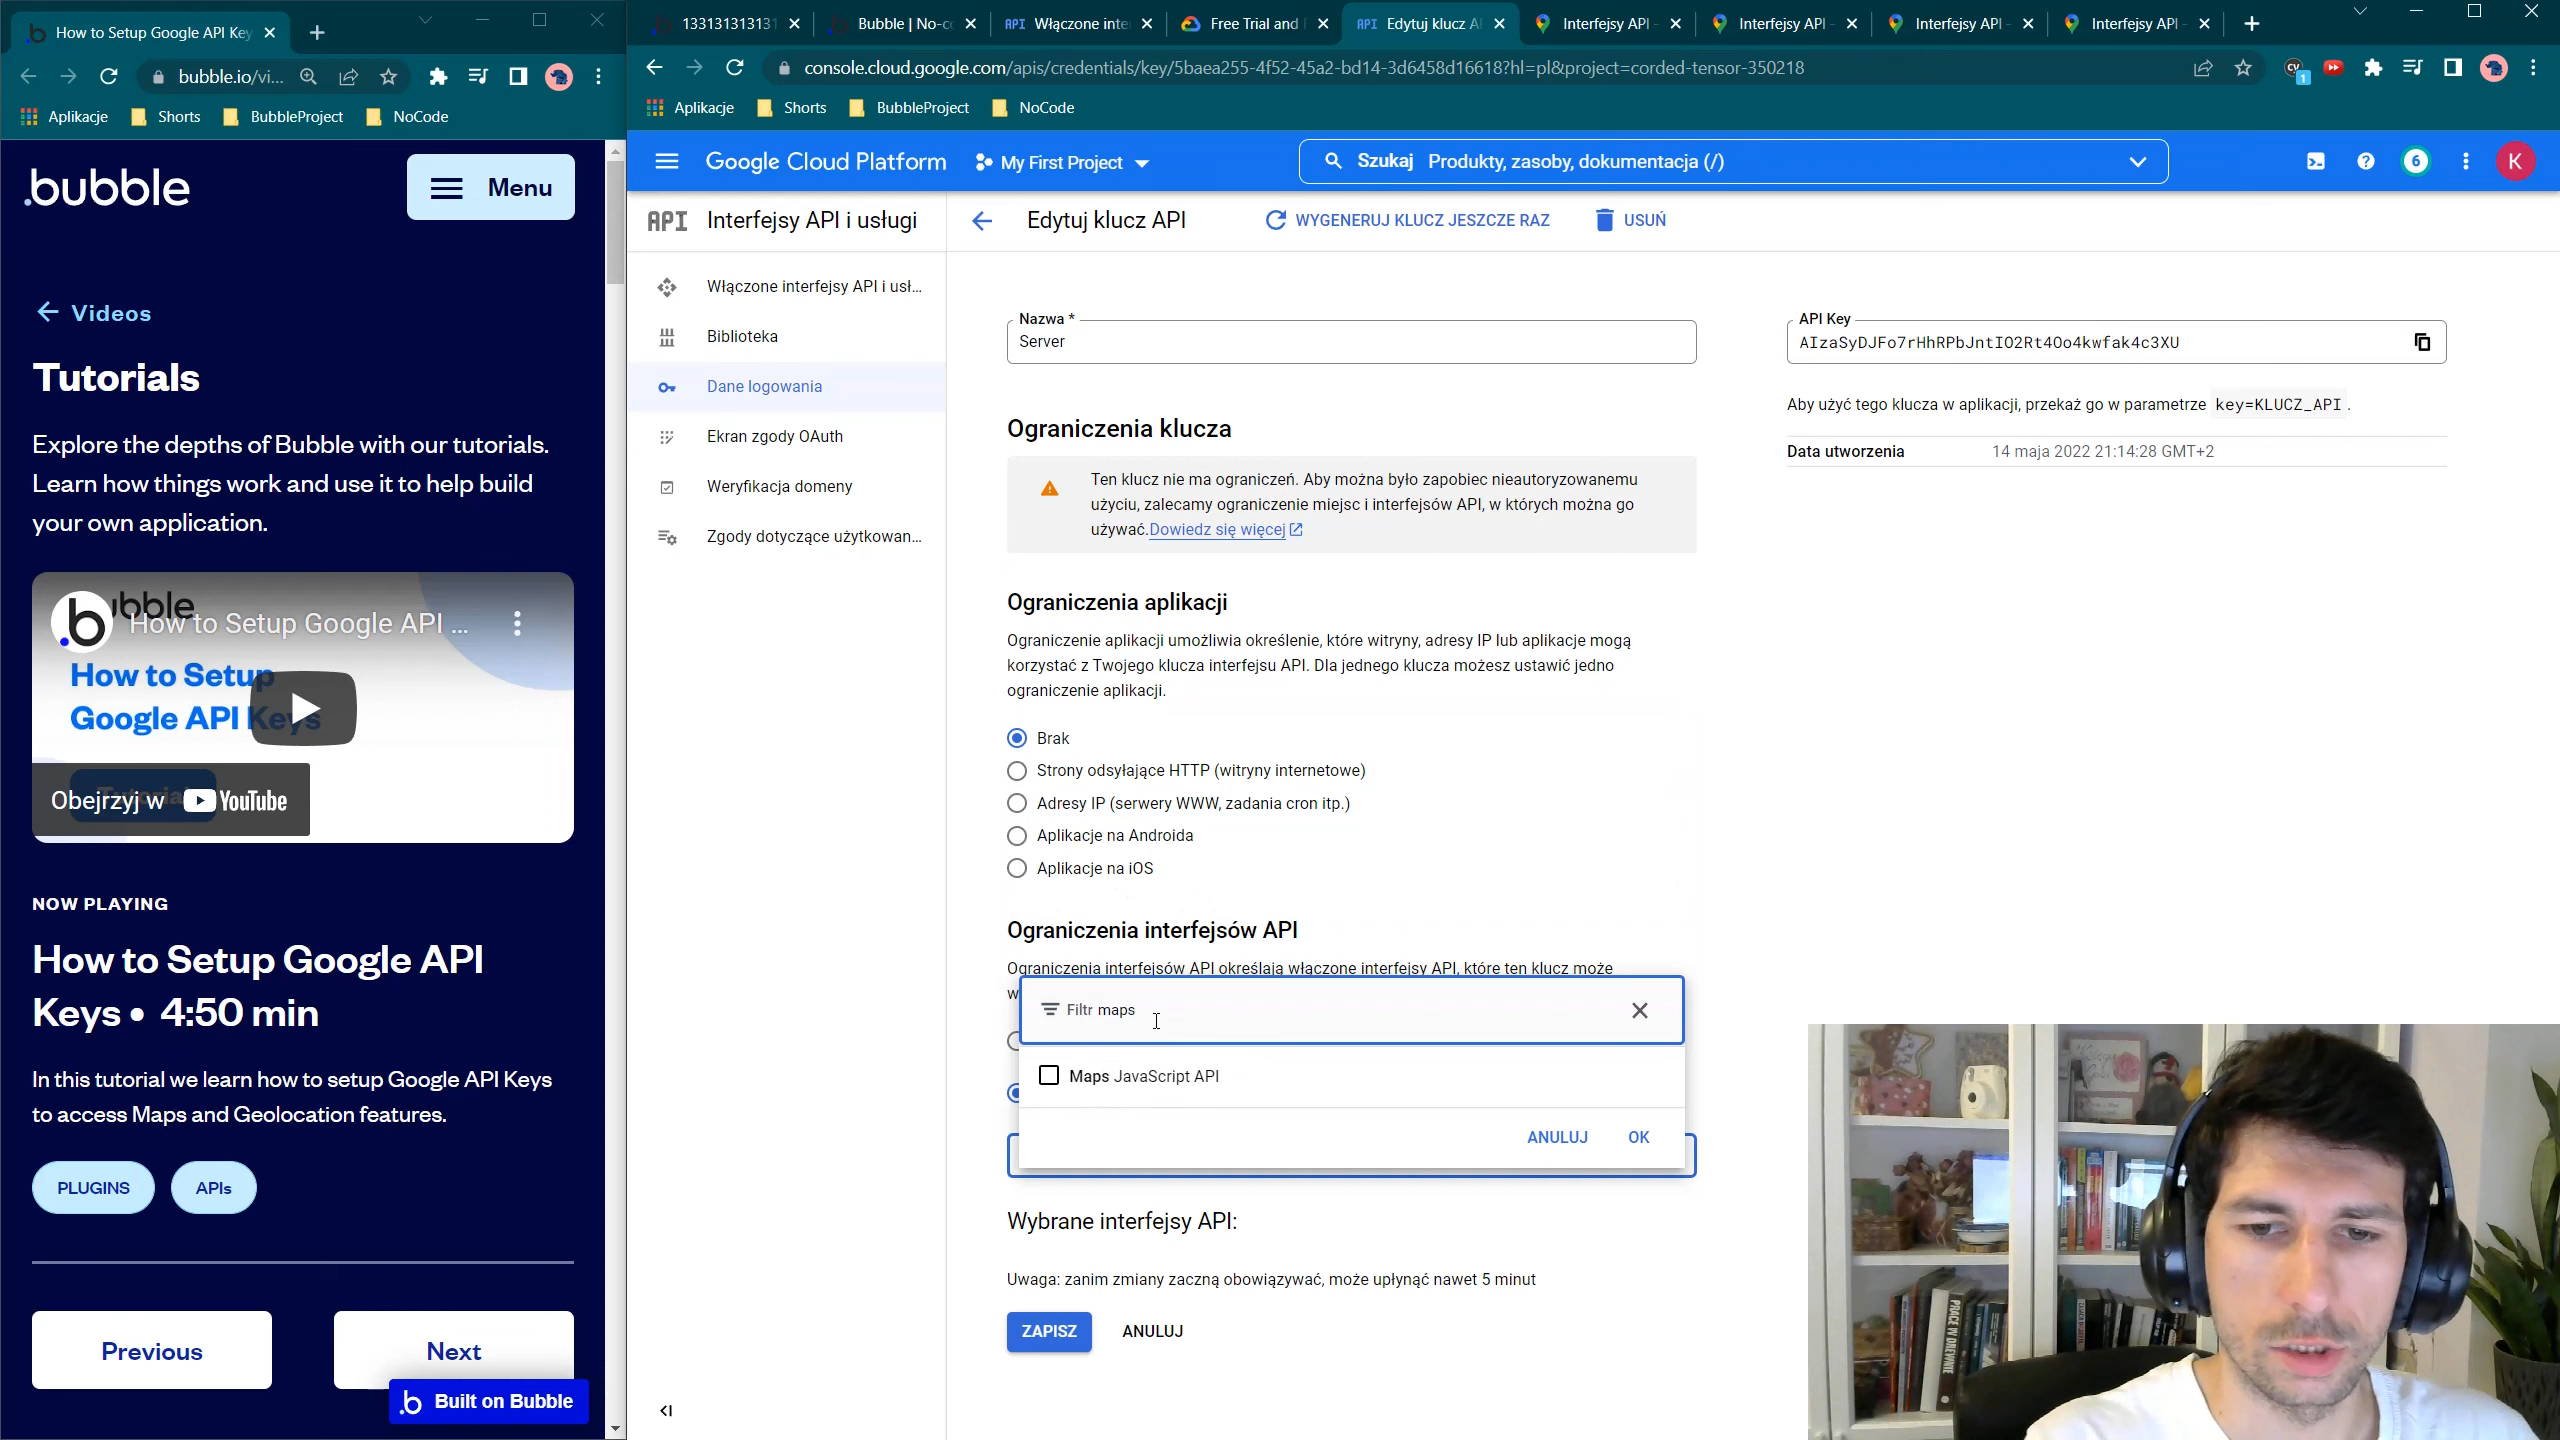 How to Setup Google API Key
bubble.io/vi...
Aplikacje
Shorts
BubbleProject
NoCode
.bubble
Menu
Videos
Tutorials
Explore the depths of Bubble with our tutorials.
Learn how things work and use it to help build
your own application.
bubble
How to Setup Google API ...
How to Setup
Google API Keys
Obejrzyj w YouTube
NOW PLAYING
How to Setup Google API
Keys • 4:50 min
In this tutorial we learn how to setup Google API Keys
to access Maps and Geolocation features.
PLUGINS
APIs
Previous
Next
Built on Bubble
133131313131
Bubble | No-co
API Włączone inte
Free Trial and
API Edytuj klucz A
Interfejsy API -
Interfejsy API -
Interfejsy API -
Interfejsy API -
console.cloud.google.com/apis/credentials/key/5baea255-4f52-45a2-bd14-3d6458d16618?hl=pl&project=corded-tensor-350218
1
Aplikacje
Shorts
BubbleProject
NoCode
Google Cloud Platform
My First Project
Szukaj Produkty, zasoby, dokumentacja (/)
6
K
API Interfejsy API i usługi
Edytuj klucz API
WYGENERUJ KLUCZ JESZCZE RAZ
USUŃ
Włączone interfejsy API i usł...
Biblioteka
Dane logowania
Ekran zgody OAuth
Weryfikacja domeny
Zgody dotyczące użytkowan...
Nazwa *
Server
Ograniczenia klucza
Ten klucz nie ma ograniczeń. Aby można było zapobiec nieautoryzowanemu
użyciu, zalecamy ograniczenie miejsc i interfejsów API, w których można go
używać.Dowiedz się więcej
Ograniczenia aplikacji
Ograniczenie aplikacji umożliwia określenie, które witryny, adresy IP lub aplikacje mogą
korzystać z Twojego klucza interfejsu API. Dla jednego klucza możesz ustawić jedno
ograniczenie aplikacji.
Brak
Strony odsyłające HTTP (witryny internetowe)
Adresy IP (serwery WWW, zadania cron itp.)
Aplikacje na Androida
Aplikacje na iOS
Ograniczenia interfejsów API
Ograniczenia interfejsów API określają włączone interfejsy API, które ten klucz może
w
Filtr maps
Maps JavaScript API
ANULUJ
OK
Wybrane interfejsy API:
Uwaga: zanim zmiany zaczną obowiązywać, może upłynąć nawet 5 minut
ZAPISZ
ANULUJ
API Key
AIzaSyDJFo7rHhRPbJntIO2Rt4Oo4kwfak4c3XU
Aby użyć tego klucza w aplikacji, przekaż go w parametrze key=KLUCZ_API .
Data utworzenia
14 maja 2022 21:14:28 GMT+2